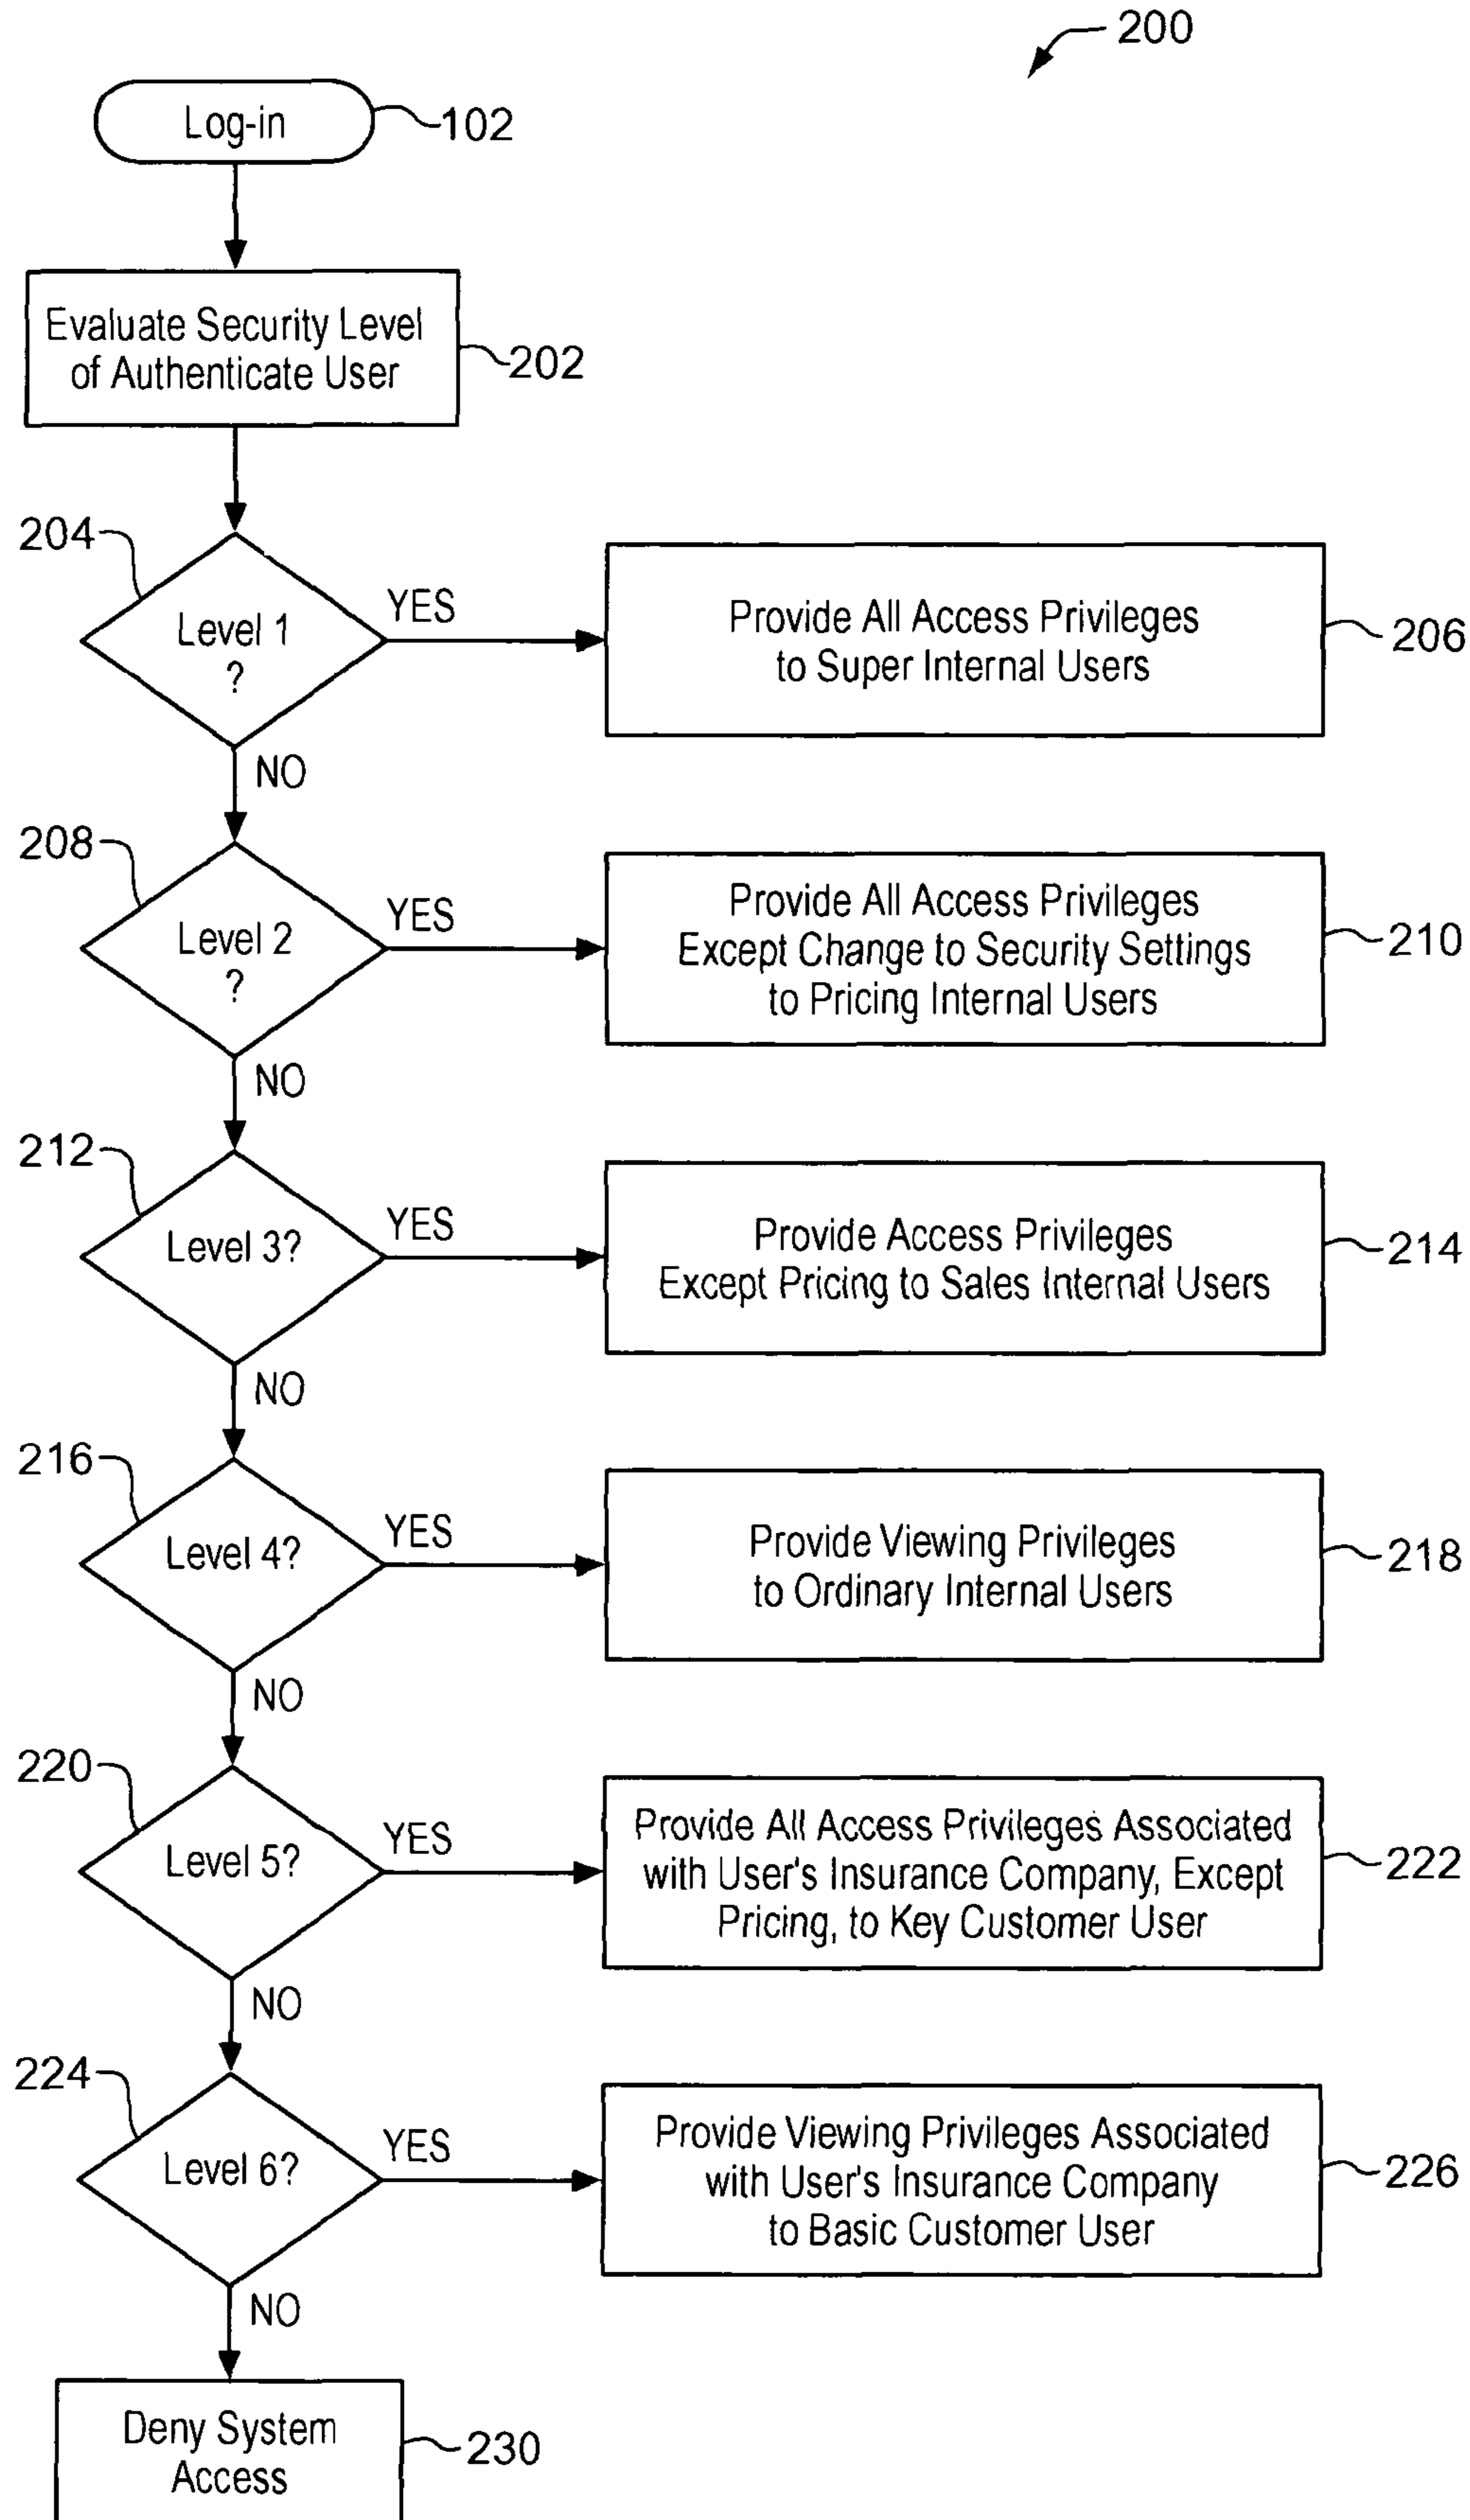 200
Log-in
102
Evaluate Security Level
of Authenticate User
202
204
Level 1
?
YES
Provide All Access Privileges
to Super Internal Users
206
NO
208
Level 2
?
YES
Provide All Access Privileges
Except Change to Security Settings
to Pricing Internal Users
210
NO
212
Level 3?
YES
Provide Access Privileges
Except Pricing to Sales Internal Users
214
NO
216
Level 4?
YES
Provide Viewing Privileges
to Ordinary Internal Users
218
NO
220
Level 5?
YES
Provide All Access Privileges Associated
with User's Insurance Company, Except
Pricing, to Key Customer User
222
NO
224
Level 6?
YES
Provide Viewing Privileges Associated
with User's Insurance Company
to Basic Customer User
226
NO
Deny System
Access
230